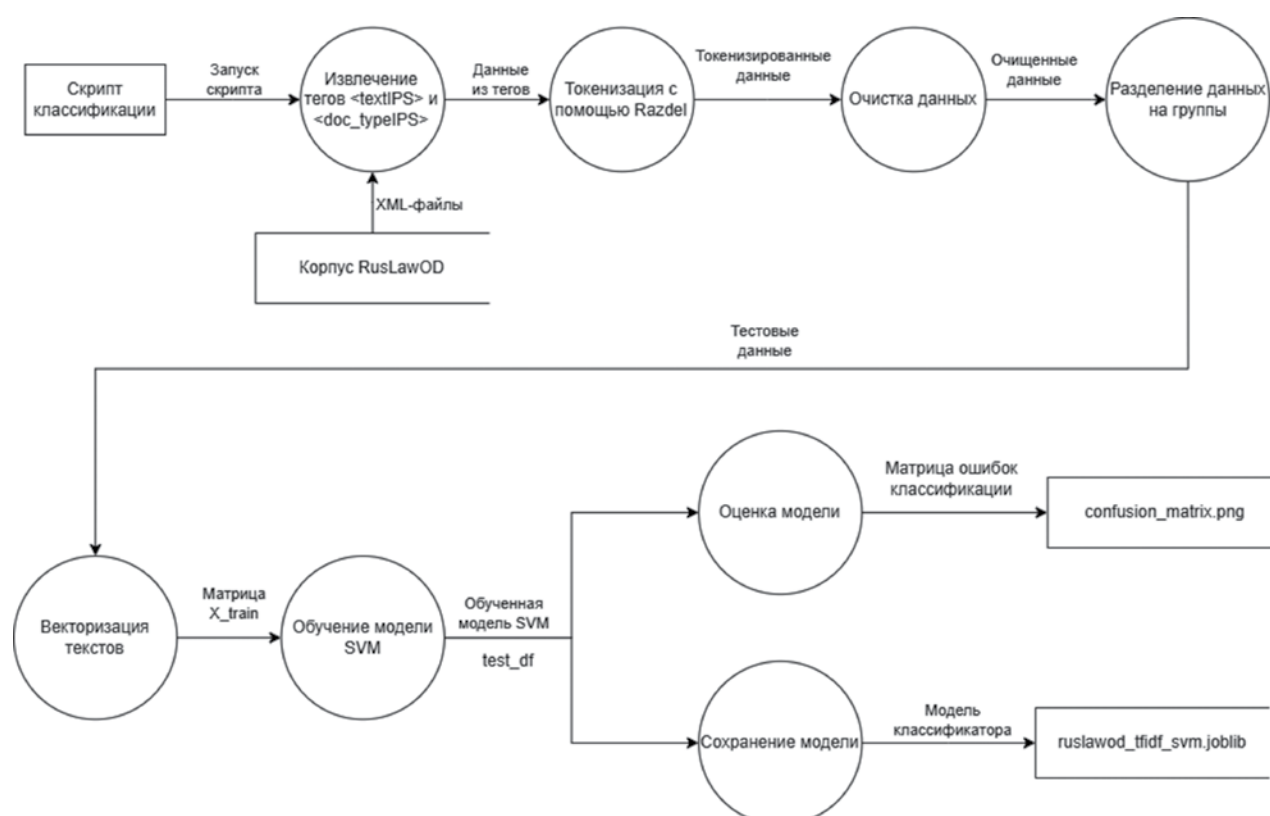 Скрипт
классификации
Запуск
скрипта
Извлечение
тегов <textIPS> и
<doc_typeIPS>
Данные
из тегов
Токенизация с
помощью Razdel
Токенизированные
данные
Очистка данных
Очищенные
данные
Разделение данных
на группы
XML-файлы
Корпус RusLawOD
Тестовые
данные
Векторизация
текстов
Матрица
X_train
Обучение модели
SVM
Обученная
модель SVM
test_df
Оценка модели
Матрица ошибок
классификации
confusion_matrix.png
Сохранение модели
Модель
классификатора
ruslawod_tfidf_svm.joblib